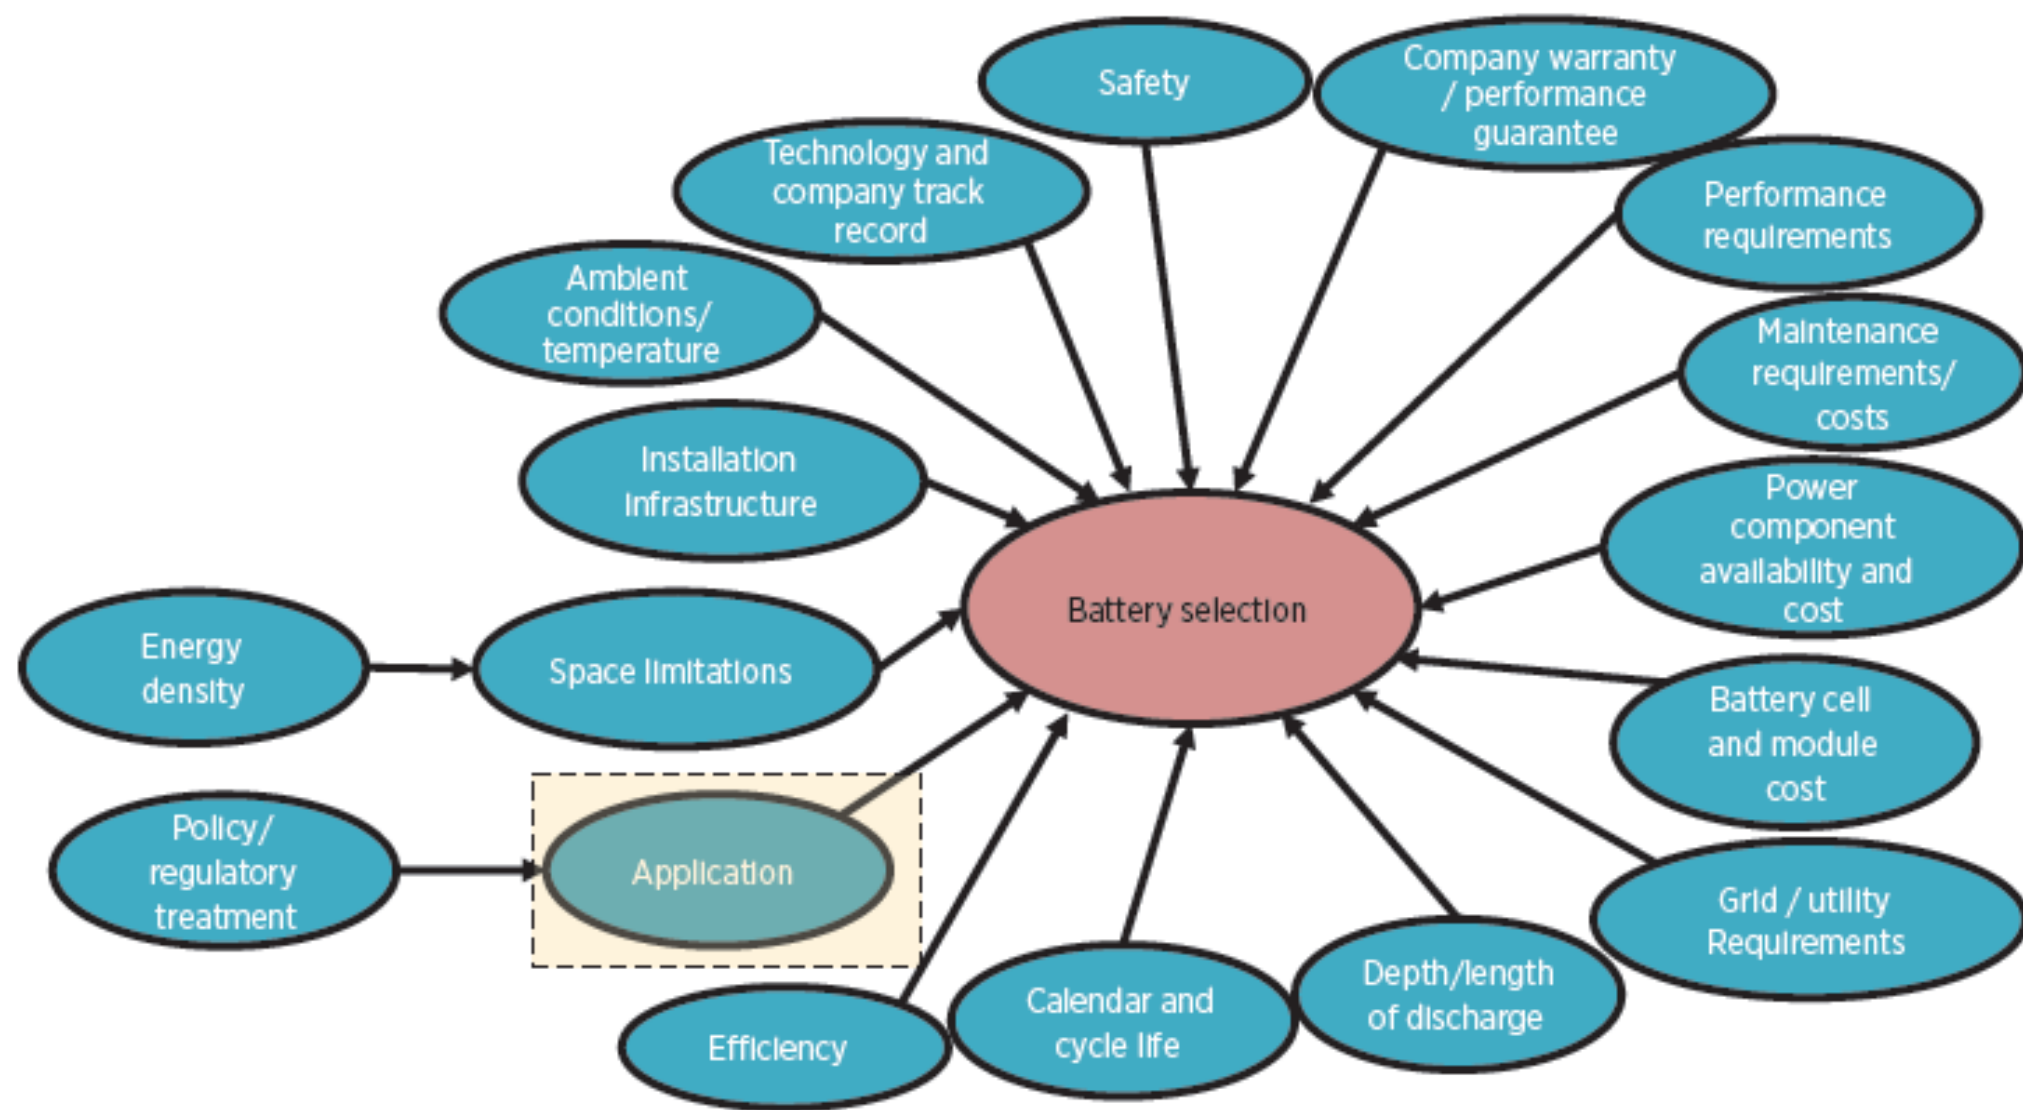 Safety
Company warranty
/ performance
guarantee
Technology and
company track
record
Performance
requirements
Ambient
conditions/
temperature
Maintenance
requirements/
costs
Installation
infrastructure
Power
component
availability and
cost
Battery selection
Energy
density
Space limitations
Battery cell
and module
cost
Policy/
regulatory
treatment
Application
Grid / utility
Requirements
Depth/length
of discharge
Calendar and
cycle life
Efficiency